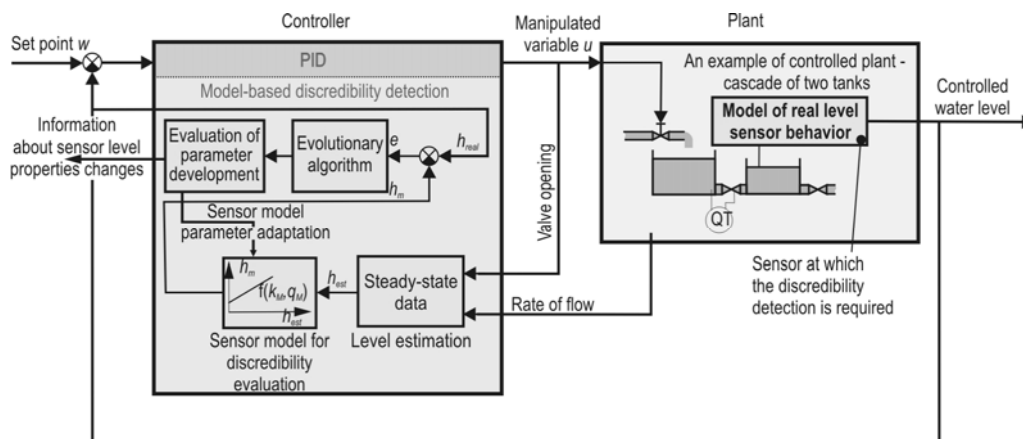 Controller
Plant
Manipulated
variable u
Set point w
PID
Model-based discredibility detection
An example of controlled plant -
cascade of two tanks
Model of real level
sensor behavior
Controlled
water level
Information
about sensor level
properties changes
Evaluation of
parameter
development
Evolutionary
algorithm
e
h_real
h_m
Sensor model
parameter adaptation
Valve opening
QT
h_m
f(k_M,q_M)
h_est
h_est
Steady-state
data
Rate of flow
Sensor at which
the discredibility
detection is required
Sensor model for
discredibility
evaluation
Level estimation